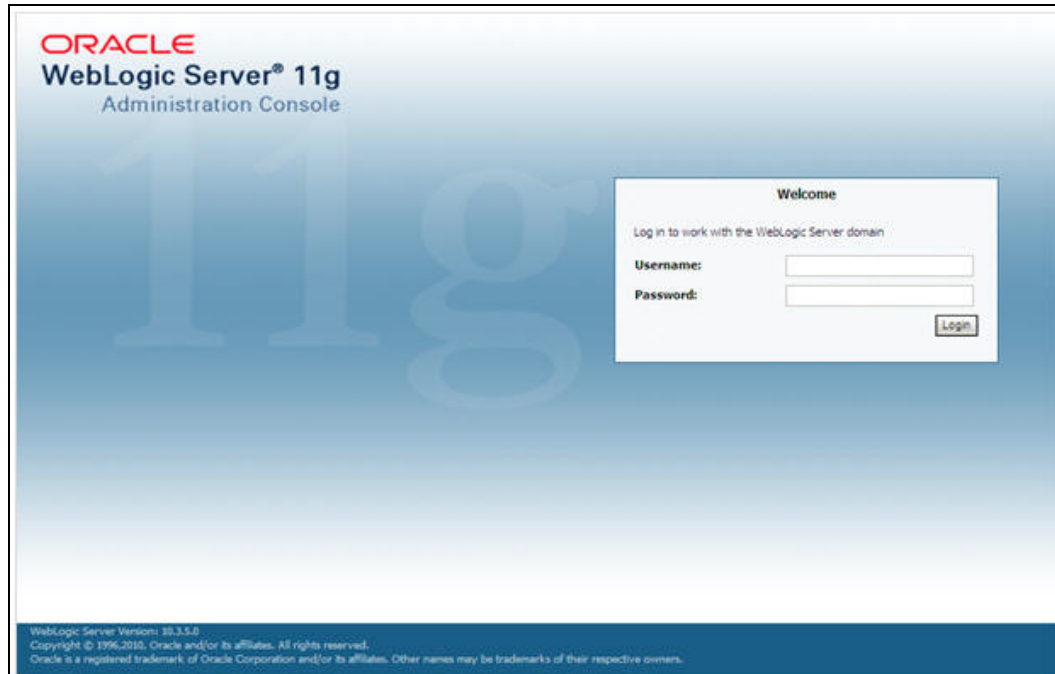 ORACLE
WebLogic Server® 11g
Administration Console
11g
Welcome
Log in to work with the WebLogic Server domain
Username:
Password:
Login
WebLogic Server Version: 10.3.5.0
Copyright © 1996,2010, Oracle and/or its affiliates. All rights reserved.
Oracle is a registered trademark of Oracle Corporation and/or its affiliates. Other names may be trademarks of their respective owners.